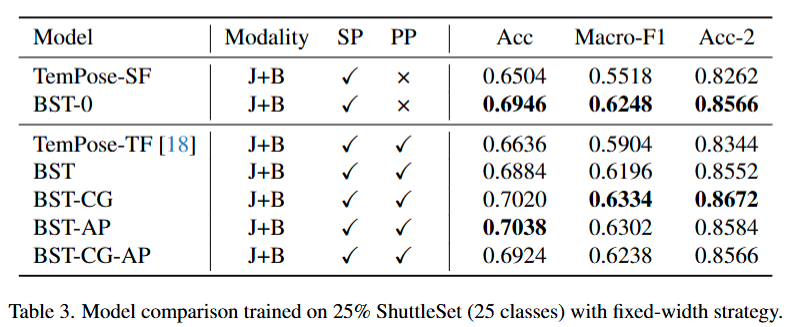 Model Modality SP PP Acc Macro-F1 Acc-2
TemPose-SF J+B ✓ × 0.6504 0.5518 0.8262
BST-0 J+B ✓ × 0.6946 0.6248 0.8566
TemPose-TF [18] J+B ✓ ✓ 0.6636 0.5904 0.8344
BST J+B ✓ ✓ 0.6884 0.6196 0.8552
BST-CG J+B ✓ ✓ 0.7020 0.6334 0.8672
BST-AP J+B ✓ ✓ 0.7038 0.6302 0.8584
BST-CG-AP J+B ✓ ✓ 0.6924 0.6238 0.8566
Table 3. Model comparison trained on 25% ShuttleSet (25 classes) with fixed-width strategy.